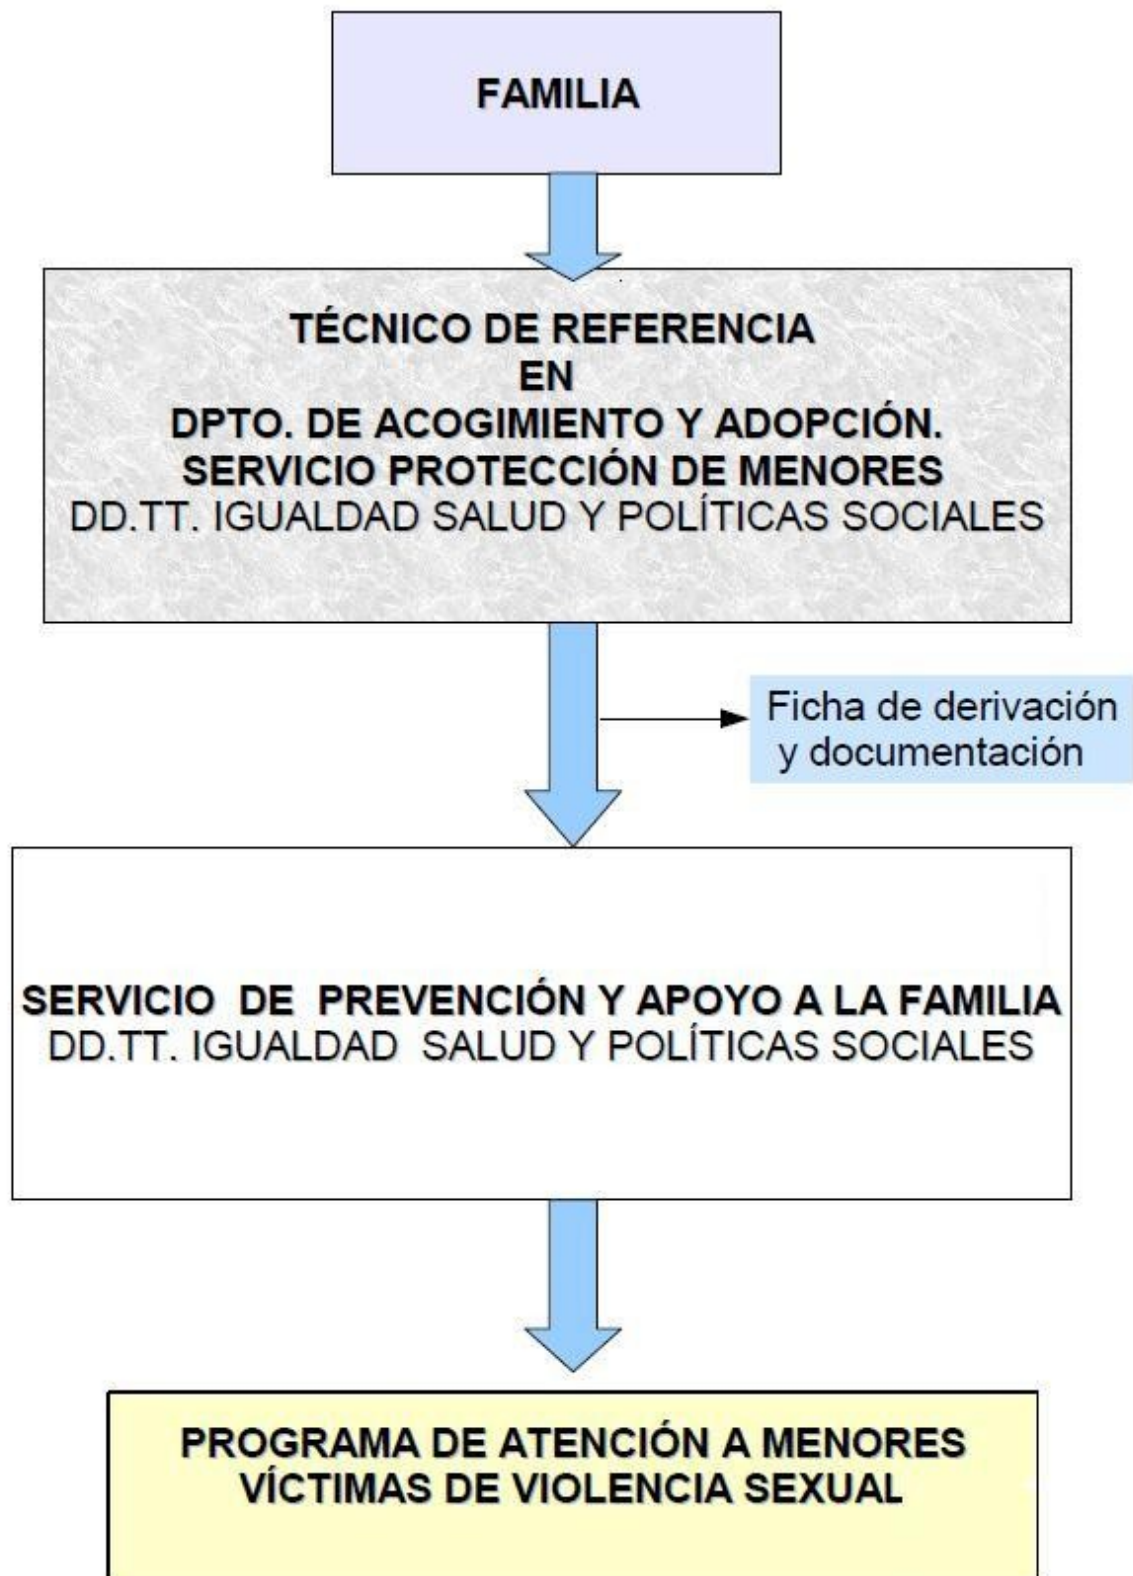 FAMILIA
TÉCNICO DE REFERENCIA
EN
DPTO. DE ACOGIMIENTO Y ADOPCIÓN.
SERVICIO PROTECCIÓN DE MENORES
DD.TT. IGUALDAD SALUD Y POLÍTICAS SOCIALES
Ficha de derivación
y documentación
SERVICIO DE PREVENCIÓN Y APOYO A LA FAMILIA
DD.TT. IGUALDAD SALUD Y POLÍTICAS SOCIALES
PROGRAMA DE ATENCIÓN A MENORES
VÍCTIMAS DE VIOLENCIA SEXUAL